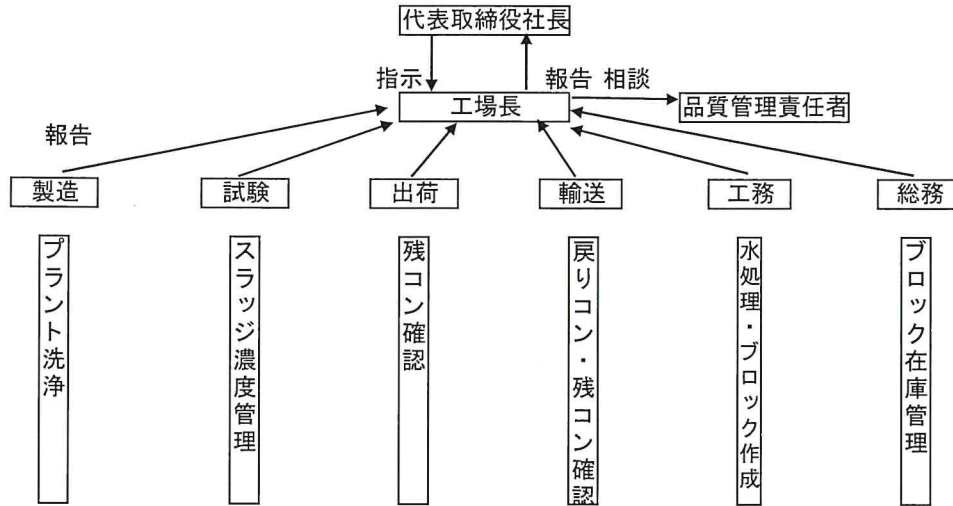 代表取締役社長
指示
報告 相談
工場長
品質管理責任者
報告
製造
試験
出荷
輸送
工務
総務
プラント洗浄
スラッジ濃度管理
残コン確認
戻りコン・残コン確認
水処理・ブロック作成
ブロック在庫管理